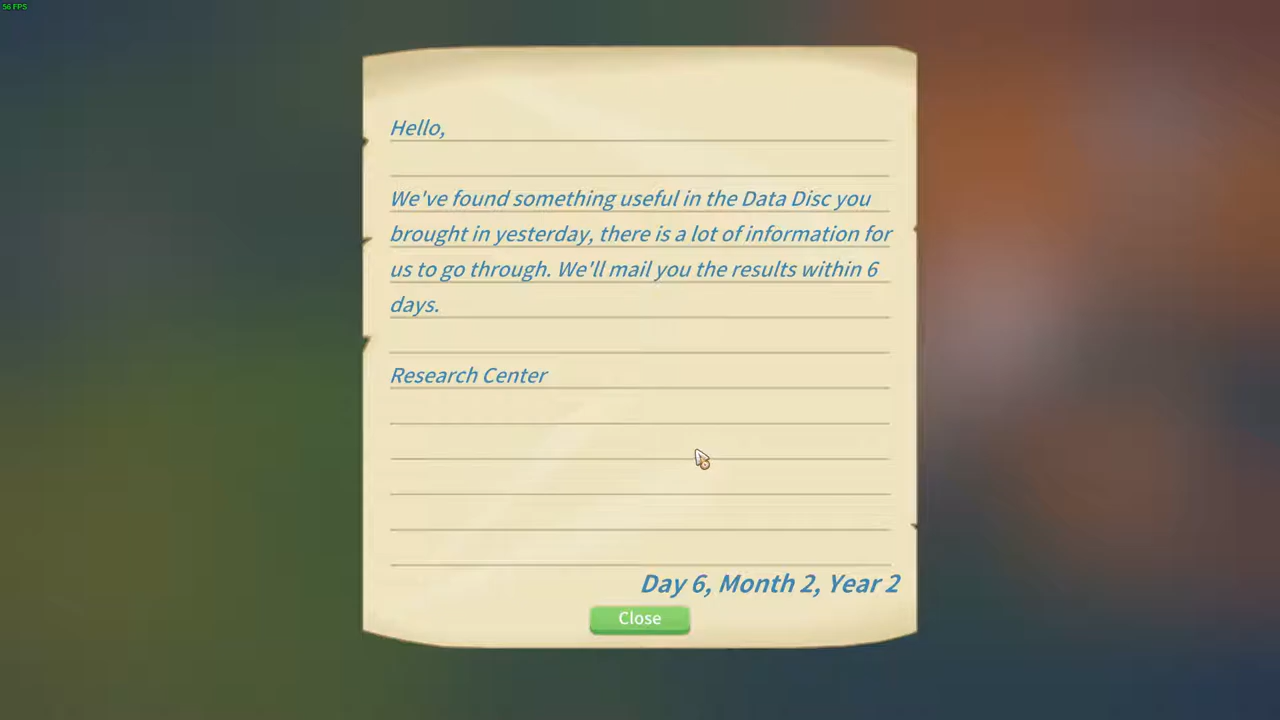 56 FPS
Hello,
We've found something useful in the Data Disc you
brought in yesterday, there is a lot of information for
us to go through. We'll mail you the results within 6
days.
Research Center
Day 6, Month 2, Year 2
Close